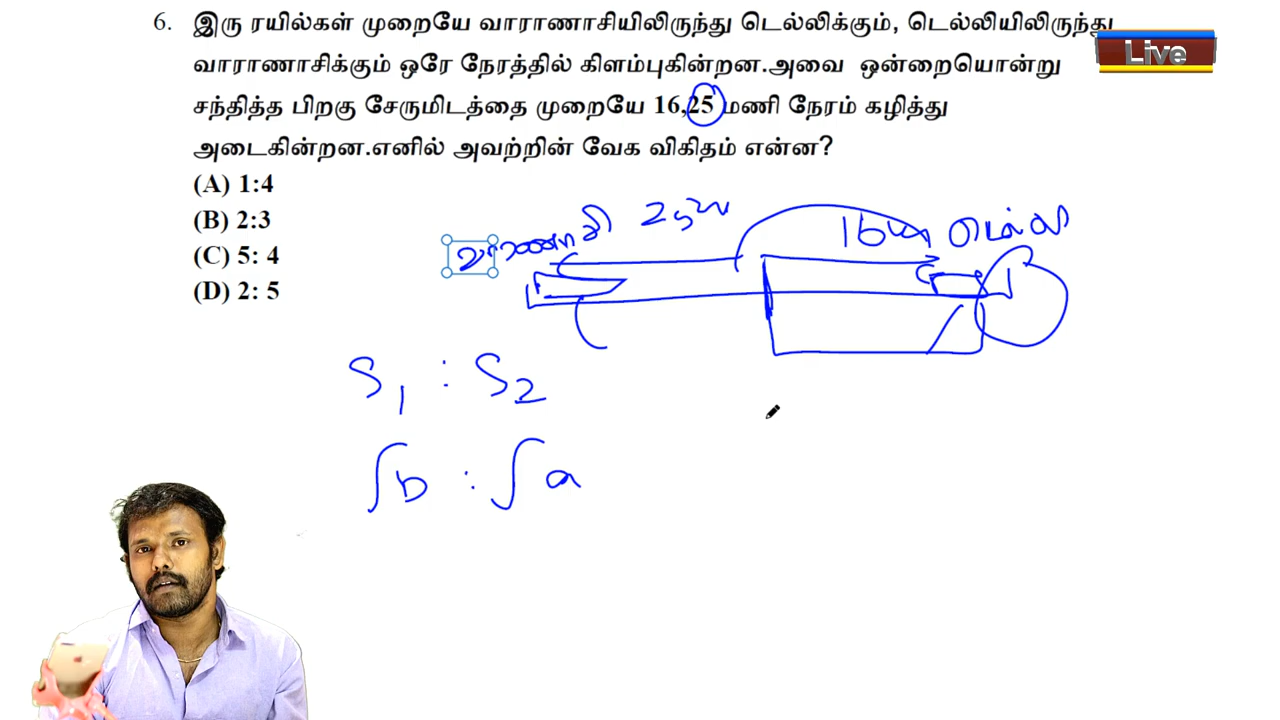 6. இரு ரயில்கள் முறையே வாராணாசியிலிருந்து டெல்லிக்கும், டெல்லியிலிருந்து
Live
வாராணாசிக்கும் ஒரே நேரத்தில் கிளம்புகின்றன.அவை ஒன்றையொன்று
சந்தித்த பிறகு சேருமிடத்தை முறையே 16,25 மணி நேரம் கழித்து
அடைகின்றன.எனில் அவற்றின் வேக விகிதம் என்ன?
(A) 1:4
(B) 2:3
(C) 5: 4
(D) 2: 5
16
S1 : S2
√b : √a